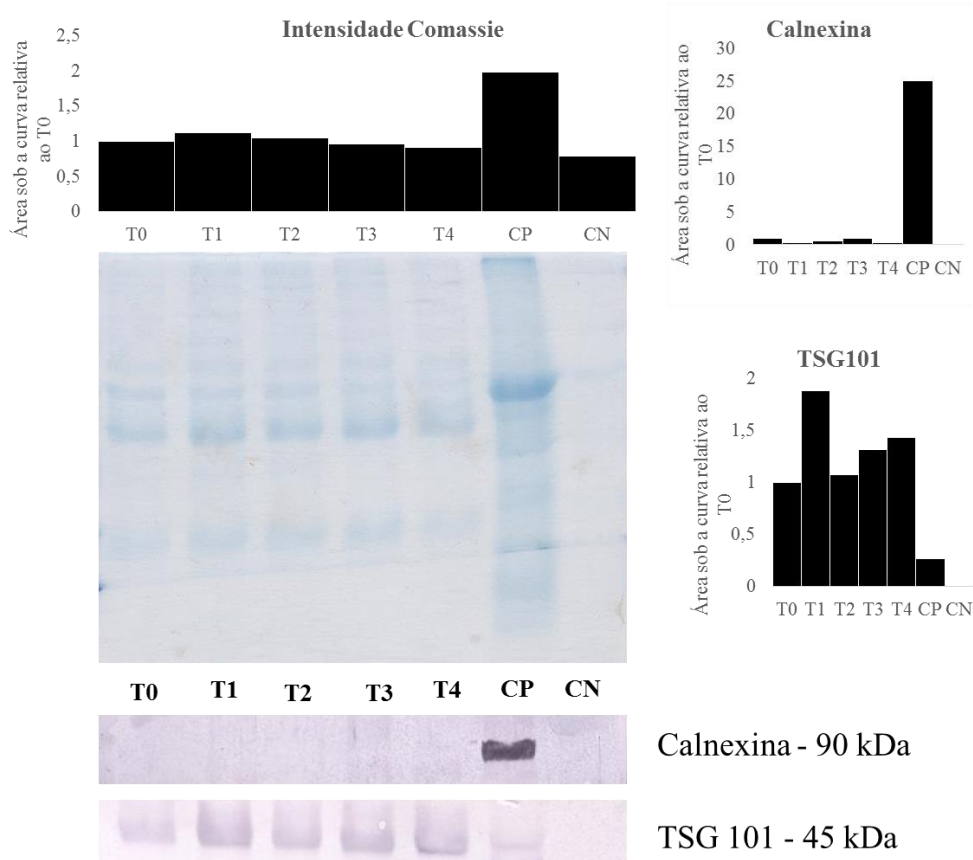 Intensidade Comassie
Área sob a curva relativa
ao T0
2,5
2
1,5
1
0,5
0
T0 T1 T2 T3 T4 CP CN
Calnexina
Área sob a curva relativa ao
T0
30
25
20
15
10
5
0
T0 T1 T2 T3 T4 CP CN
TSG101
Área sob a curva relativa ao
T0
2
1,5
1
0,5
0
T0 T1 T2 T3 T4 CP CN
T0 T1 T2 T3 T4 CP CN
Calnexina - 90 kDa
TSG 101 - 45 kDa